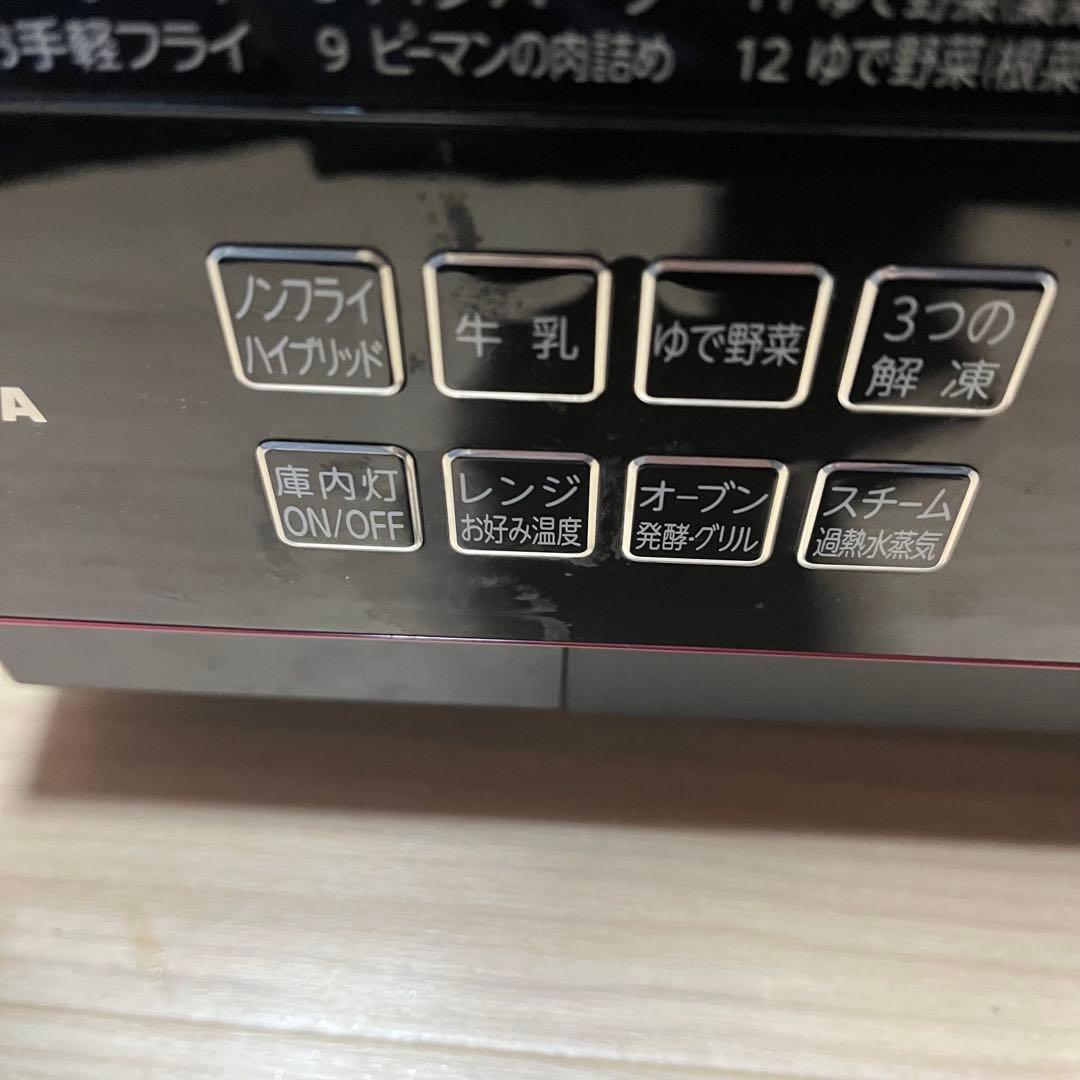 お手軽フライ 9 ピーマンの肉詰め 12 ゆで野菜(根菜
ノンフライ 牛乳 ゆで野菜 3つの
ハイブリッド 解凍
A
庫内灯 レンジ オーブン スチーム
ON/OFF お好み温度 発酵・グリル 過熱水蒸気